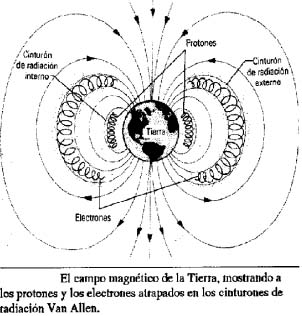 Protones
Cinturón
de radiación
interno
Cinturón
de radiación
externo
Tierra
Electrones
El campo magnético de la Tierra, mostrando a
los protones y los electrones atrapados en los cinturones de
radiación Van Allen.